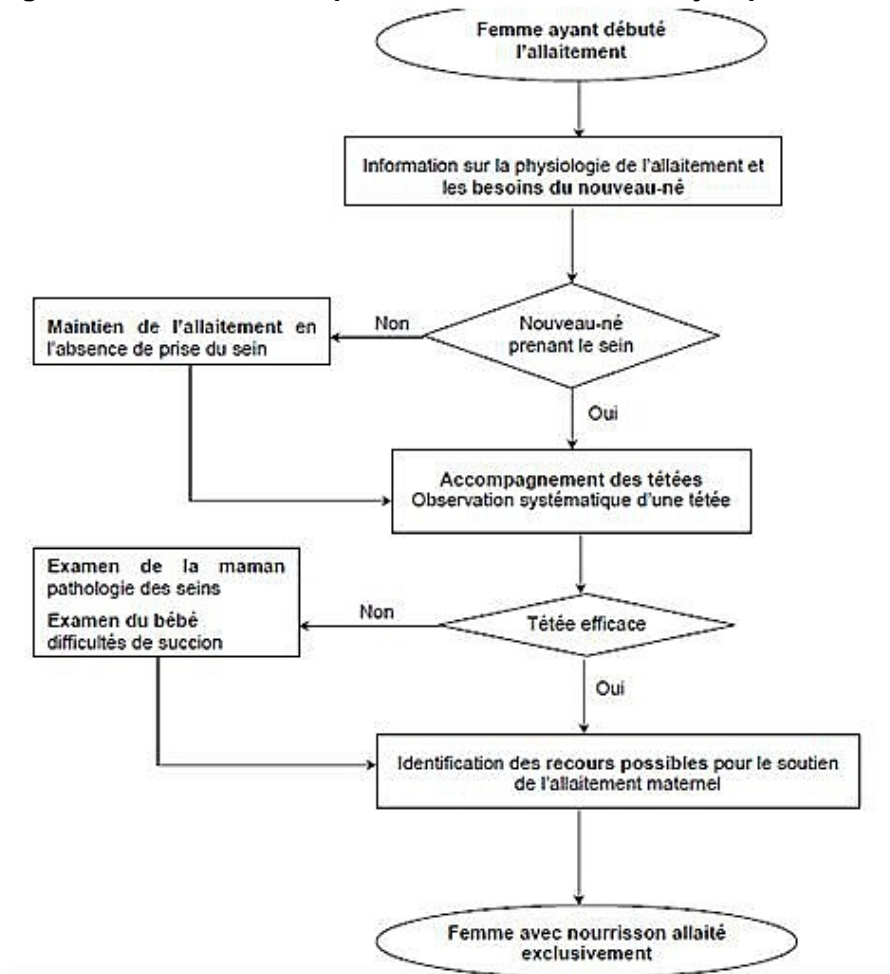 Femme ayant débuté
l'allaitement
Information sur la physiologie de l'allaitement et
les besoins du nouveau-né
Nouveau-né
prenant le sein
Non
Maintien de l'allaitement en
l'absence de prise du sein
Oui
Accompagnement des tétées
Observation systématique d'une tétée
Tétée efficace
Non
Examen de la maman
pathologie des seins
Examen du bébé
difficultés de succion
Oui
Identification des recours possibles pour le soutien
de l'allaitement maternel
Femme avec nourrisson allaité
exclusivement